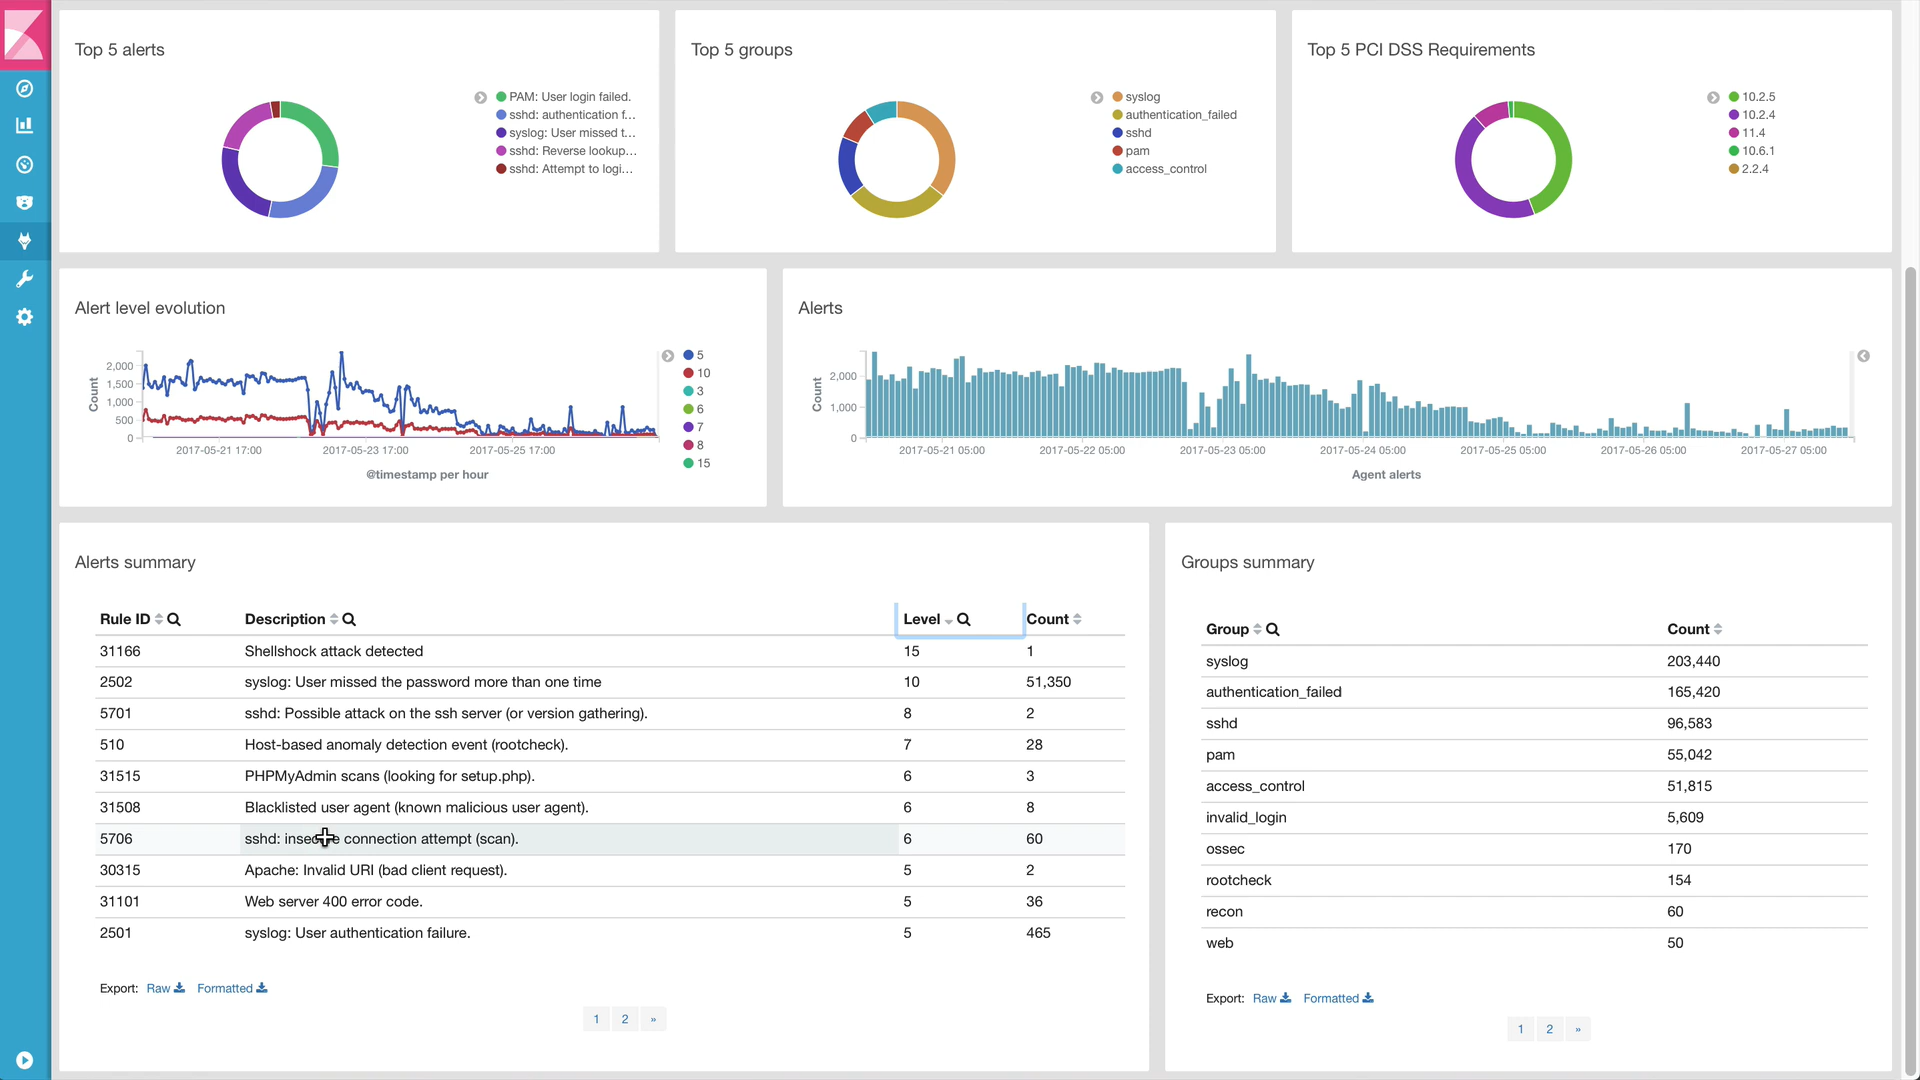 Top 5 alerts
PAM: User login failed.
sshd: authentication f...
syslog: User missed t...
sshd: Reverse lookup...
sshd: Attempt to logi...
Top 5 groups
syslog
authentication_failed
sshd
pam
access_control
Top 5 PCI DSS Requirements
10.2.5
10.2.4
11.4
10.6.1
2.2.4
Alert level evolution
Count
2,000
1,500
1,000
500
0
2017-05-21 17:00 2017-05-23 17:00 2017-05-25 17:00
@timestamp per hour
5
10
3
6
7
8
15
Alerts
Count
2,000
1,000
0
2017-05-21 05:00 2017-05-22 05:00 2017-05-23 05:00 2017-05-24 05:00 2017-05-25 05:00 2017-05-26 05:00 2017-05-27 05:00
Agent alerts
Alerts summary
Rule ID Description Level Count
31166 Shellshock attack detected 15 1
2502 syslog: User missed the password more than one time 10 51,350
5701 sshd: Possible attack on the ssh server (or version gathering). 8 2
510 Host-based anomaly detection event (rootcheck). 7 28
31515 PHPMyAdmin scans (looking for setup.php). 6 3
31508 Blacklisted user agent (known malicious user agent). 6 8
5706 sshd: insecure connection attempt (scan). 6 60
30315 Apache: Invalid URI (bad client request). 5 2
31101 Web server 400 error code. 5 36
2501 syslog: User authentication failure. 5 465
Export: Raw Formatted
1 2 »
Groups summary
Group Count
syslog 203,440
authentication_failed 165,420
sshd 96,583
pam 55,042
access_control 51,815
invalid_login 5,609
ossec 170
rootcheck 154
recon 60
web 50
Export: Raw Formatted
1 2 »